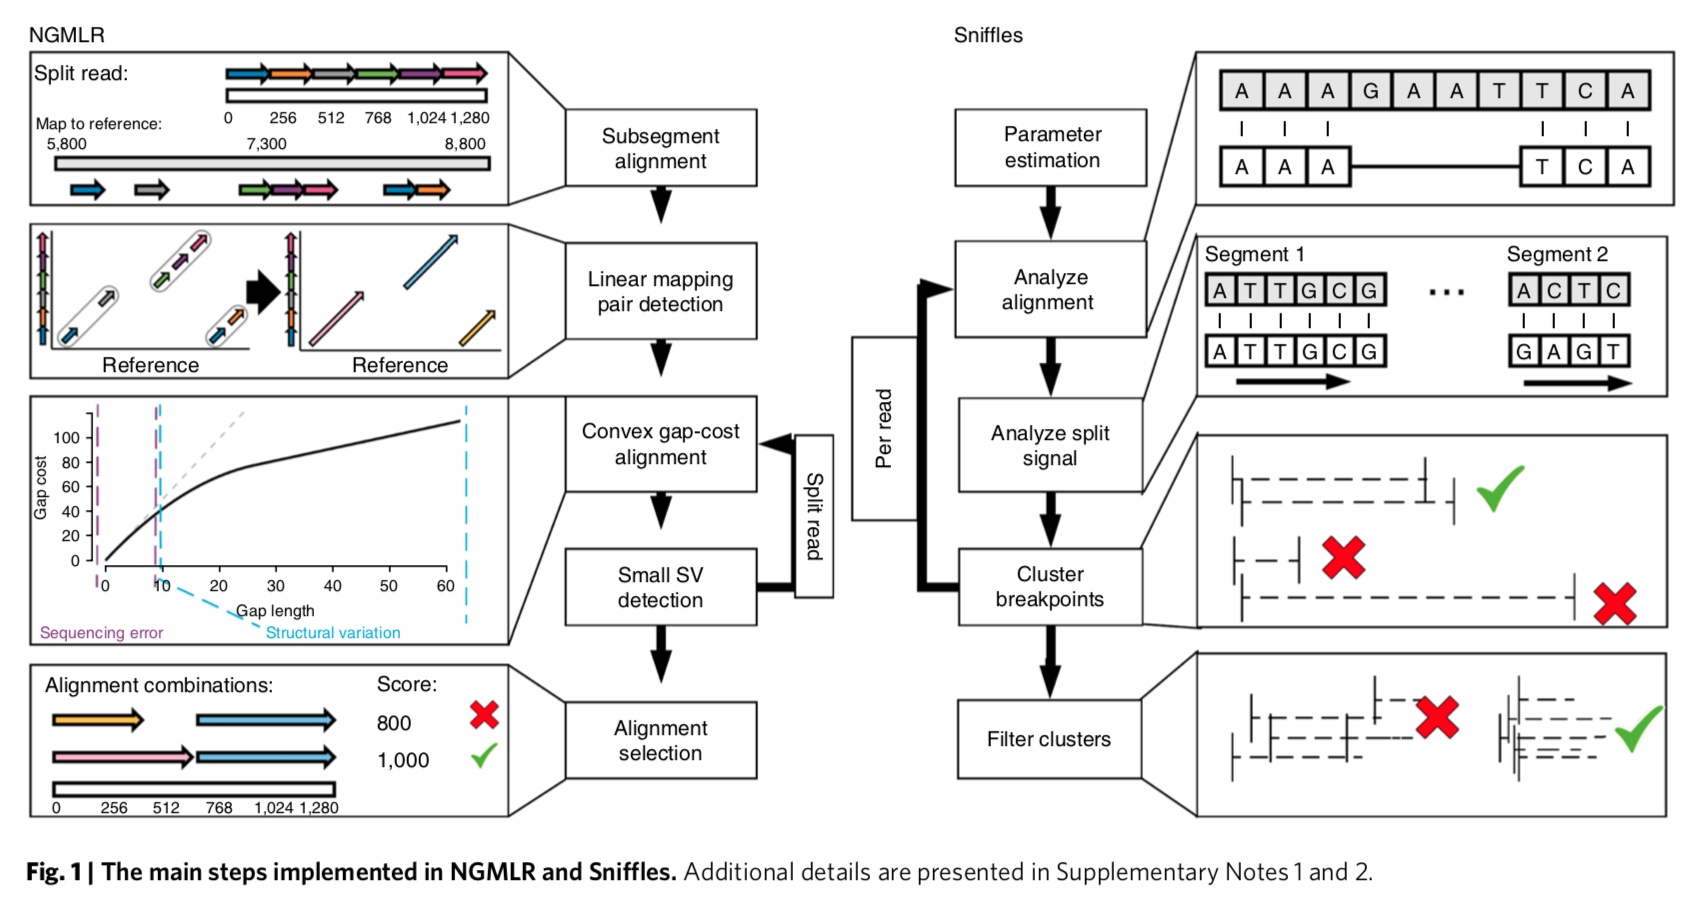 NGMLR
Split read:
0 256 512 768 1,024 1,280
Map to reference:
5,800 7,300 8,800
Subsegment
alignment
Reference
Reference
Linear mapping
pair detection
Gap cost
100
80
60
40
20
0
0 10 20 30 40 50 60
Gap length
Sequencing error
Structural variation
Convex gap-cost
alignment
Split read
Small SV
detection
Alignment combinations:
Score:
800
1,000
0 256 512 768 1,024 1,280
Alignment
selection
Sniffles
Parameter
estimation
A A A G A A T T C A
A A A T C A
Analyze
alignment
Per read
Segment 1
Segment 2
A T T G C G ... A C T C
A T T G C G G A G T
Analyze split
signal
Cluster
breakpoints
Filter clusters
Fig. 1 | The main steps implemented in NGMLR and Sniffles. Additional details are presented in Supplementary Notes 1 and 2.